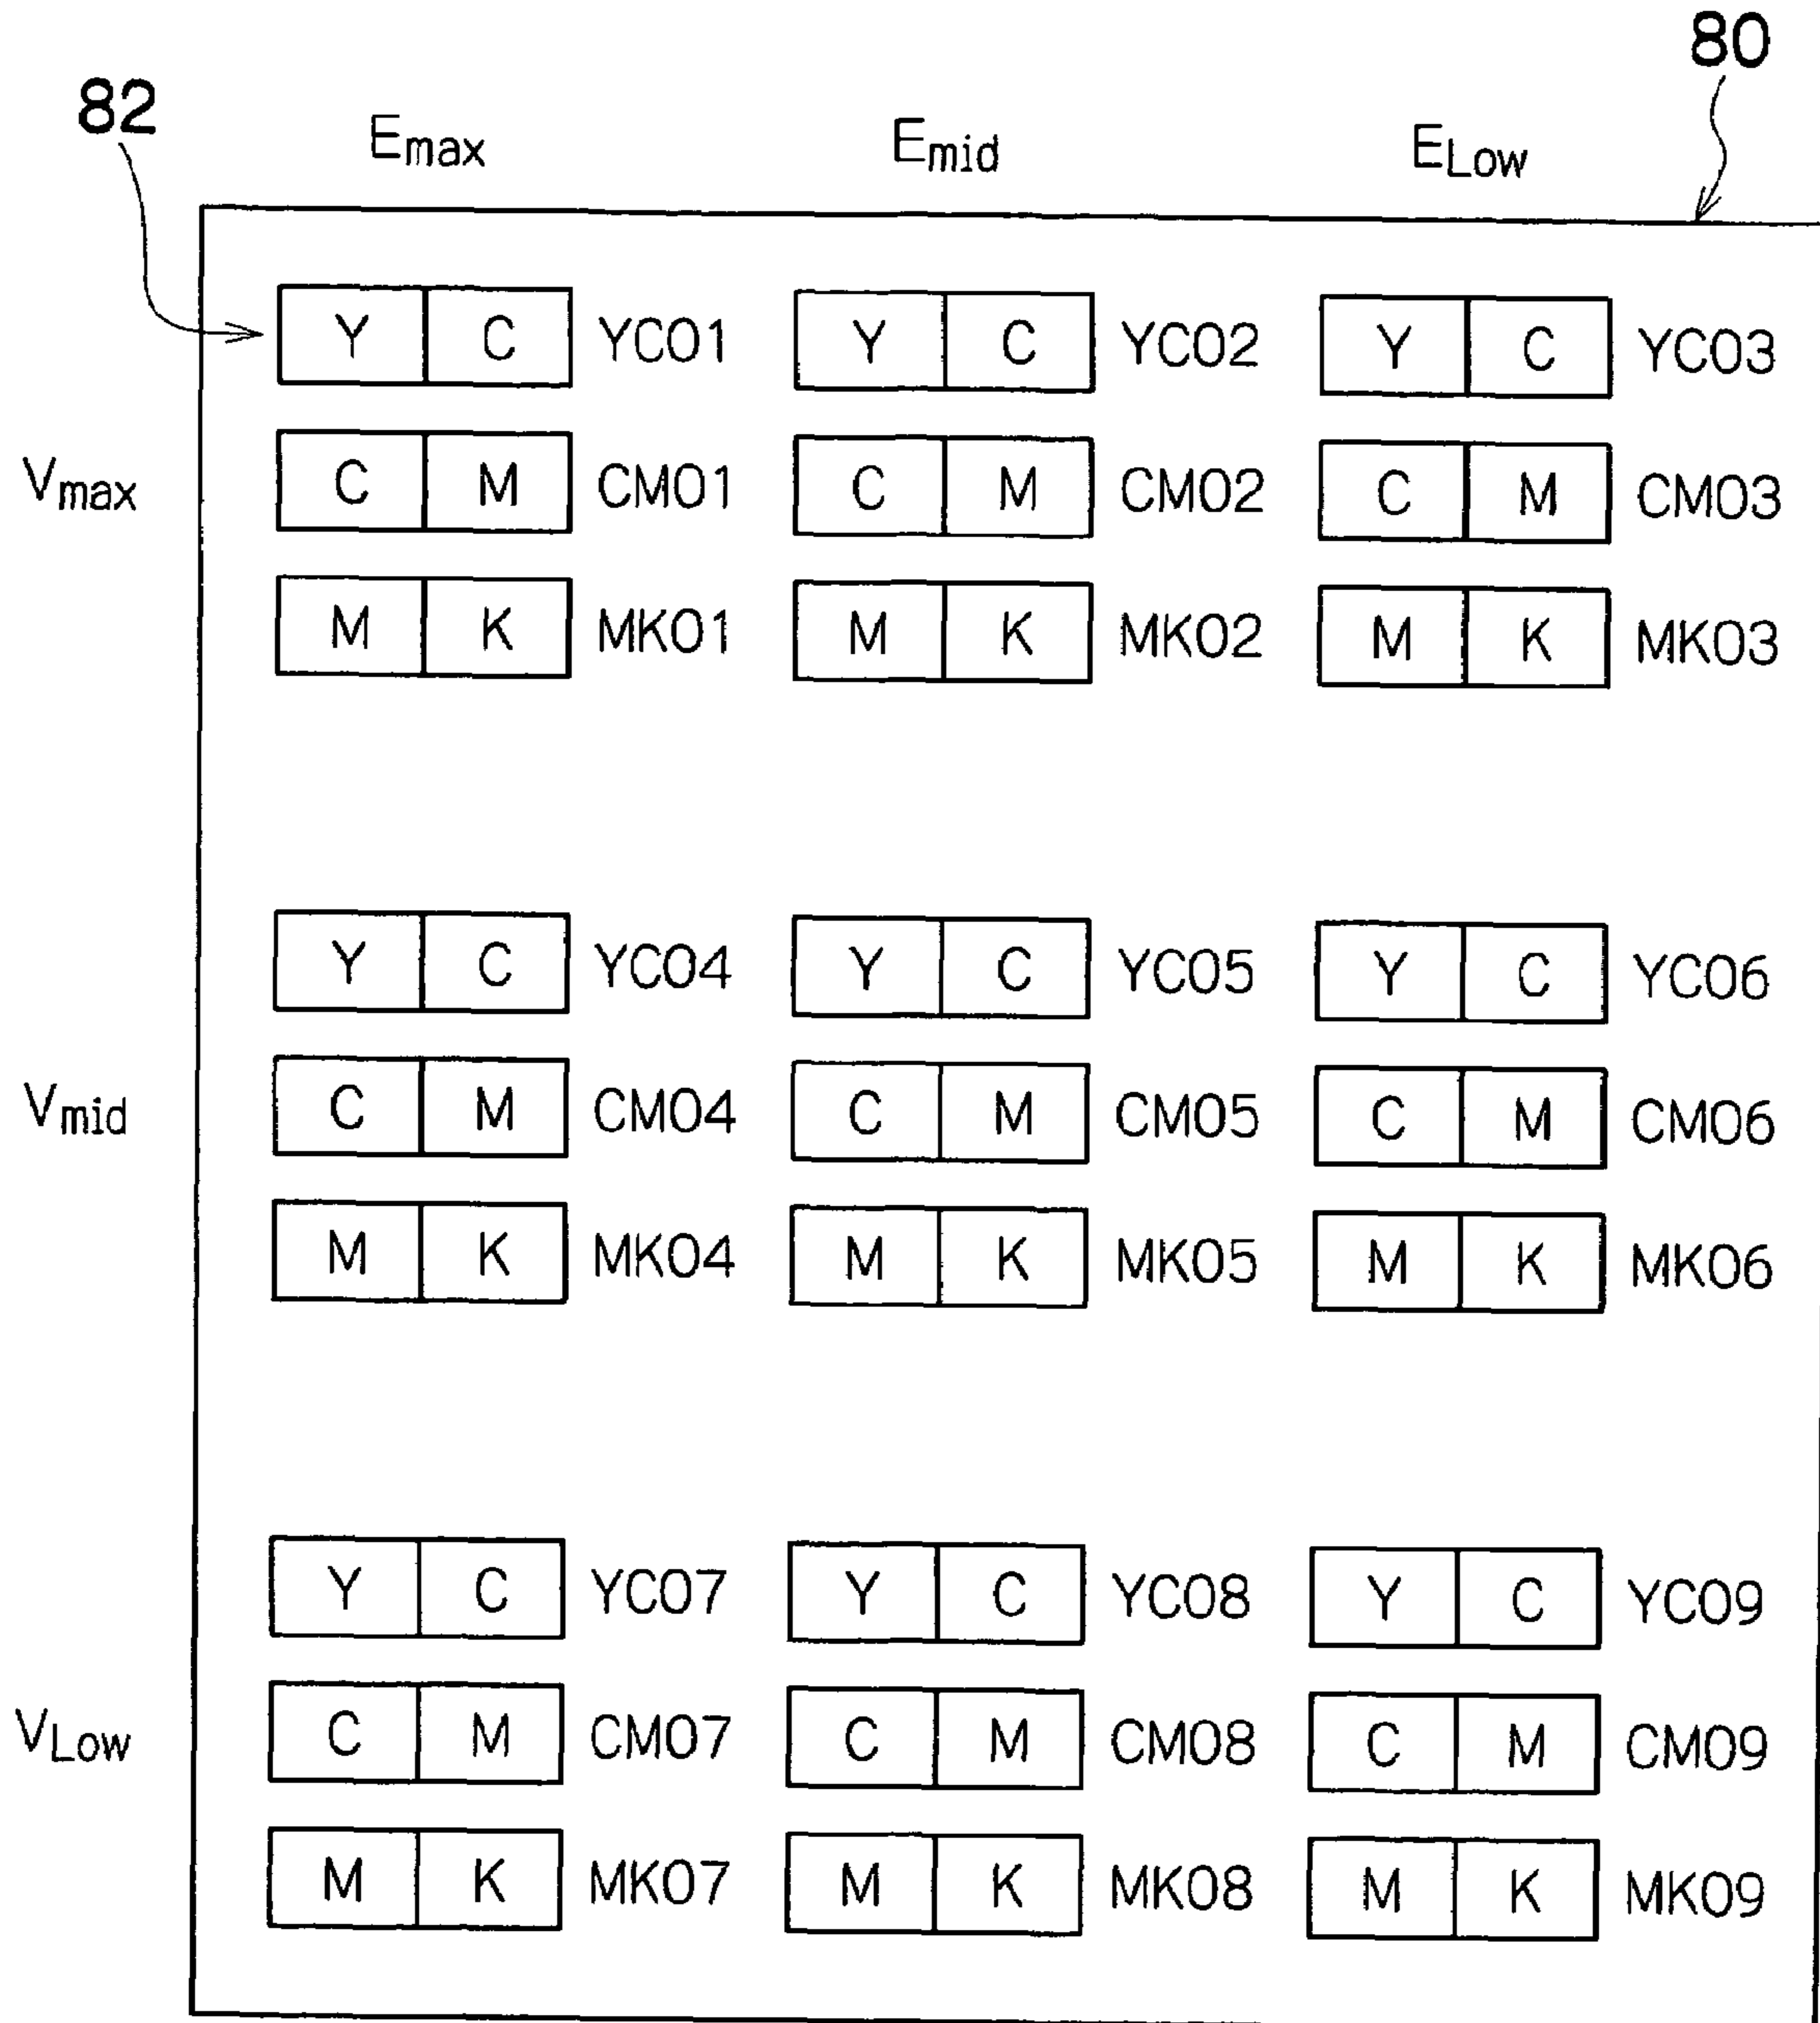 80
82
Emax Emid ELow
Y C YC01 Y C YC02 Y C YC03
Vmax C M CM01 C M CM02 C M CM03
M K MK01 M K MK02 M K MK03
Y C YC04 Y C YC05 Y C YC06
Vmid C M CM04 C M CM05 C M CM06
M K MK04 M K MK05 M K MK06
Y C YC07 Y C YC08 Y C YC09
VLow C M CM07 C M CM08 C M CM09
M K MK07 M K MK08 M K MK09